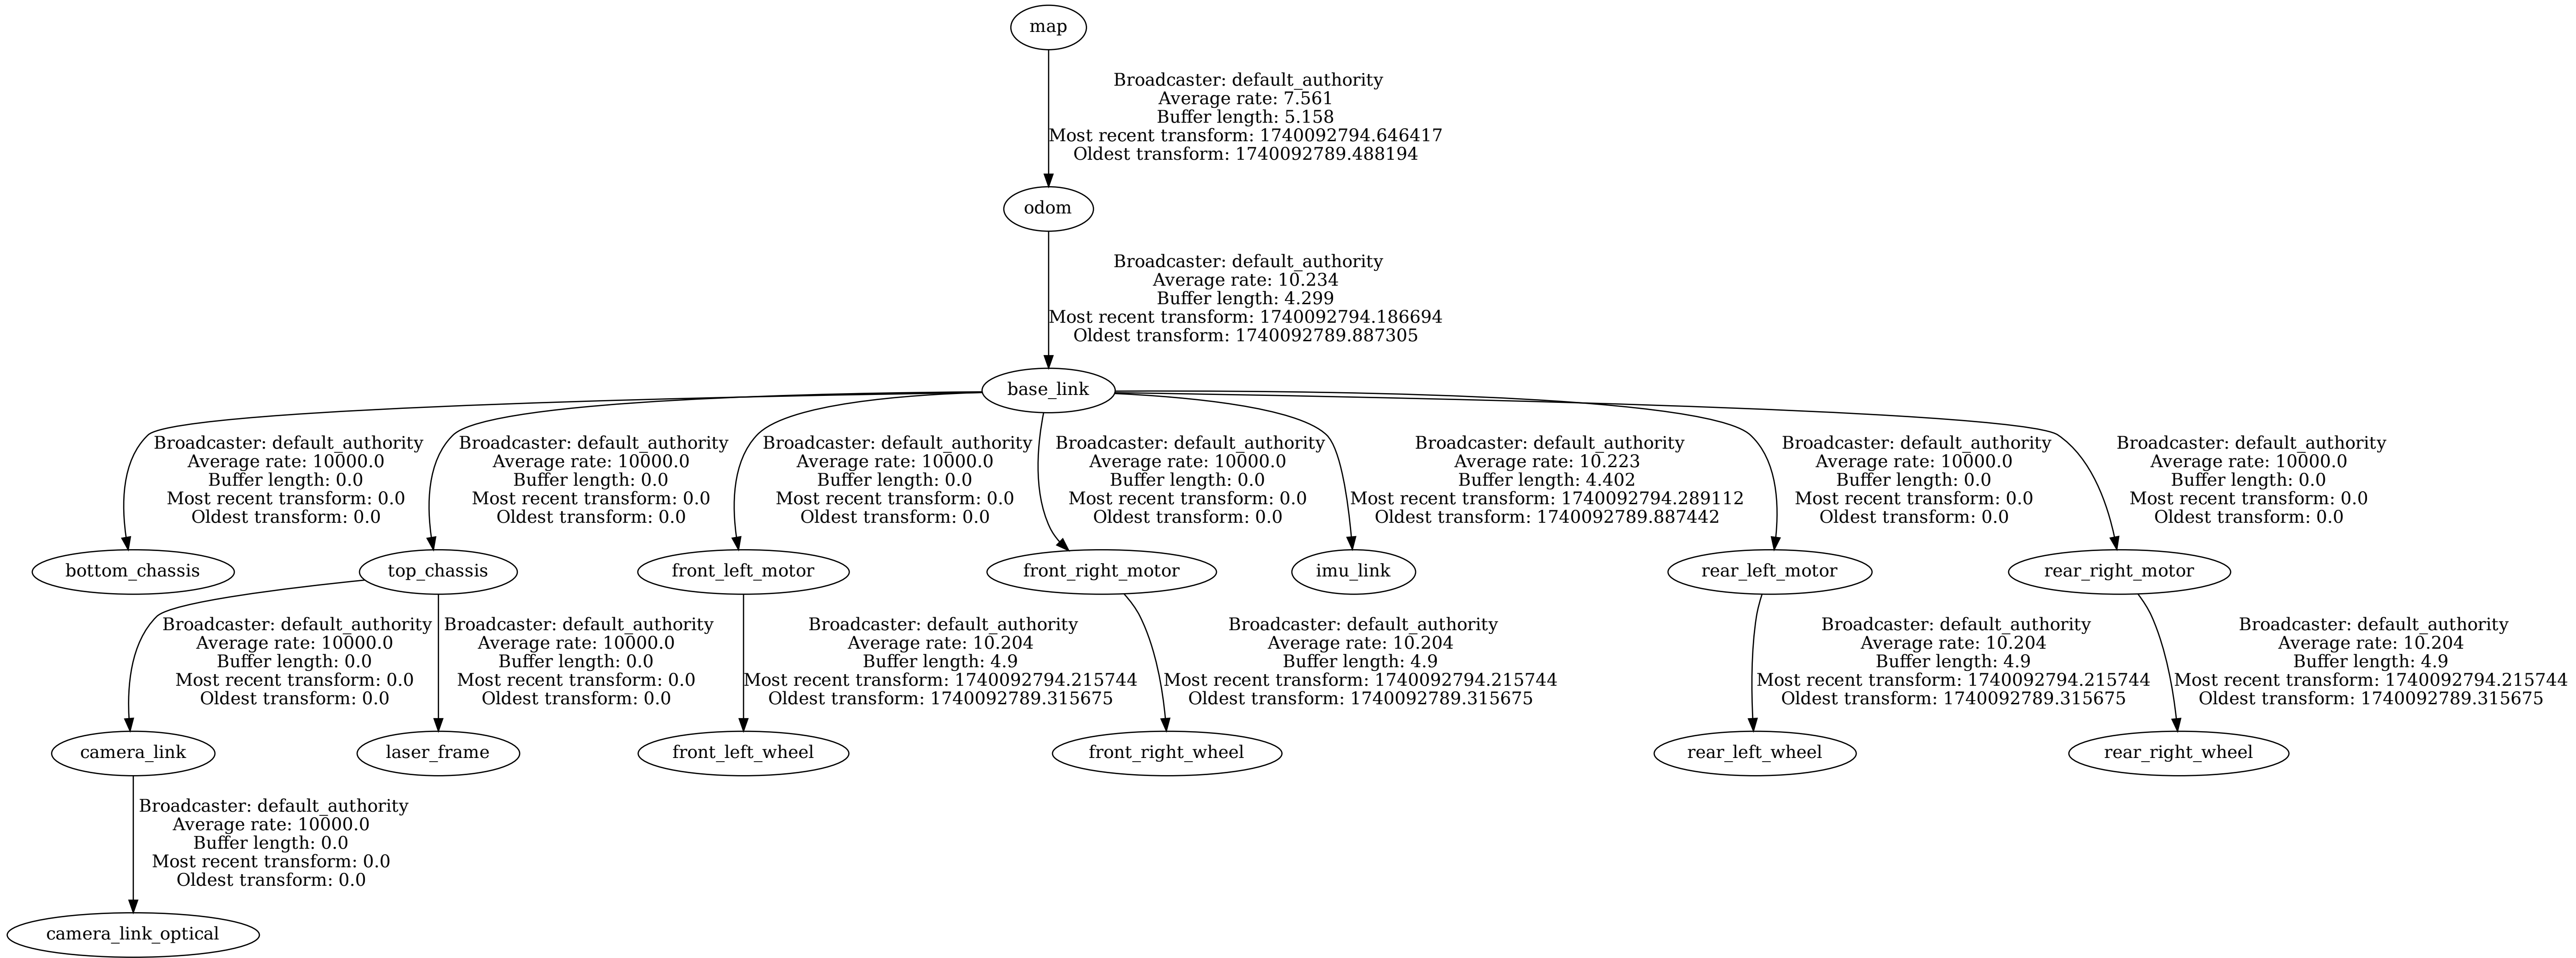 map
Broadcaster: default_authority
Average rate: 7.561
Buffer length: 5.158
Most recent transform: 1740092794.646417
Oldest transform: 1740092789.488194
odom
Broadcaster: default_authority
Average rate: 10.234
Buffer length: 4.299
Most recent transform: 1740092794.186694
Oldest transform: 1740092789.887305
base_link
Broadcaster: default_authority
Average rate: 10000.0
Buffer length: 0.0
Most recent transform: 0.0
Oldest transform: 0.0
Broadcaster: default_authority
Average rate: 10000.0
Buffer length: 0.0
Most recent transform: 0.0
Oldest transform: 0.0
Broadcaster: default_authority
Average rate: 10000.0
Buffer length: 0.0
Most recent transform: 0.0
Oldest transform: 0.0
Broadcaster: default_authority
Average rate: 10000.0
Buffer length: 0.0
Most recent transform: 0.0
Oldest transform: 0.0
Broadcaster: default_authority
Average rate: 10.223
Buffer length: 4.402
Most recent transform: 1740092794.289112
Oldest transform: 1740092789.887442
Broadcaster: default_authority
Average rate: 10000.0
Buffer length: 0.0
Most recent transform: 0.0
Oldest transform: 0.0
Broadcaster: default_authority
Average rate: 10000.0
Buffer length: 0.0
Most recent transform: 0.0
Oldest transform: 0.0
bottom_chassis
top_chassis
front_left_motor
front_right_motor
imu_link
rear_left_motor
rear_right_motor
Broadcaster: default_authority
Average rate: 10000.0
Buffer length: 0.0
Most recent transform: 0.0
Oldest transform: 0.0
Broadcaster: default_authority
Average rate: 10000.0
Buffer length: 0.0
Most recent transform: 0.0
Oldest transform: 0.0
Broadcaster: default_authority
Average rate: 10.204
Buffer length: 4.9
Most recent transform: 1740092794.215744
Oldest transform: 1740092789.315675
Broadcaster: default_authority
Average rate: 10.204
Buffer length: 4.9
Most recent transform: 1740092794.215744
Oldest transform: 1740092789.315675
Broadcaster: default_authority
Average rate: 10.204
Buffer length: 4.9
Most recent transform: 1740092794.215744
Oldest transform: 1740092789.315675
Broadcaster: default_authority
Average rate: 10.204
Buffer length: 4.9
Most recent transform: 1740092794.215744
Oldest transform: 1740092789.315675
camera_link
laser_frame
front_left_wheel
front_right_wheel
rear_left_wheel
rear_right_wheel
Broadcaster: default_authority
Average rate: 10000.0
Buffer length: 0.0
Most recent transform: 0.0
Oldest transform: 0.0
camera_link_optical